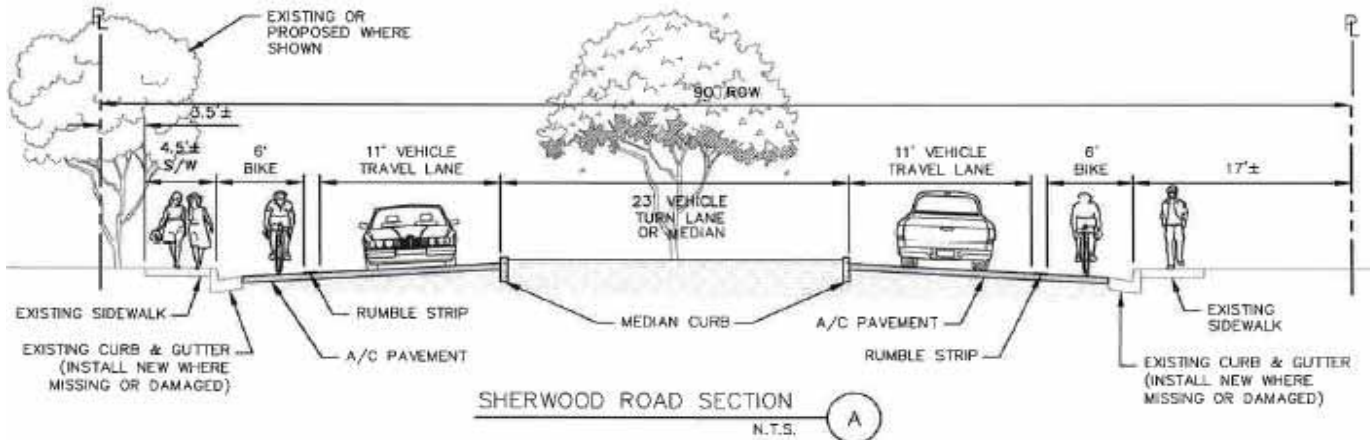 PL
EXISTING OR
PROPOSED WHERE
SHOWN
PL
90' ROW
3.5'±
4.5'±
S/W
6'
BIKE
11' VEHICLE
TRAVEL LANE
23' VEHICLE
TURN LANE
OR MEDIAN
11' VEHICLE
TRAVEL LANE
6'
BIKE
17'±
EXISTING SIDEWALK
RUMBLE STRIP
MEDIAN CURB
A/C PAVEMENT
EXISTING
SIDEWALK
EXISTING CURB & GUTTER
(INSTALL NEW WHERE
MISSING OR DAMAGED)
A/C PAVEMENT
RUMBLE STRIP
EXISTING CURB & GUTTER
(INSTALL NEW WHERE
MISSING OR DAMAGED)
SHERWOOD ROAD SECTION
N.T.S.
A